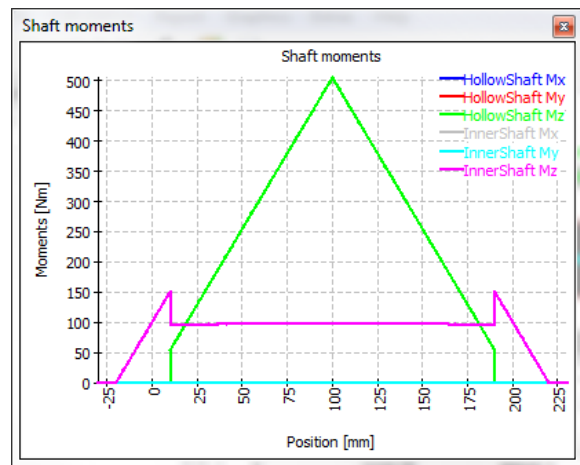 Shaft moments
Shaft moments
HollowShaft Mx
HollowShaft My
HollowShaft Mz
InnerShaft Mx
InnerShaft My
InnerShaft Mz
Moments [Nm]
500
450
400
350
300
250
200
150
100
50
0
-25
0
25
50
75
100
125
150
175
200
225
Position [mm]